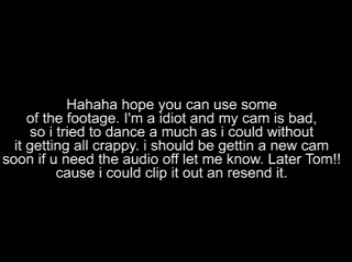 Hahaha hope you can use some
of the footage. I'm a idiot and my cam is bad,
so i tried to dance a much as i could without
it getting all crappy. i should be gettin a new cam
soon if u need the audio off let me know. Later Tom!!
cause i could clip it out an resend it.